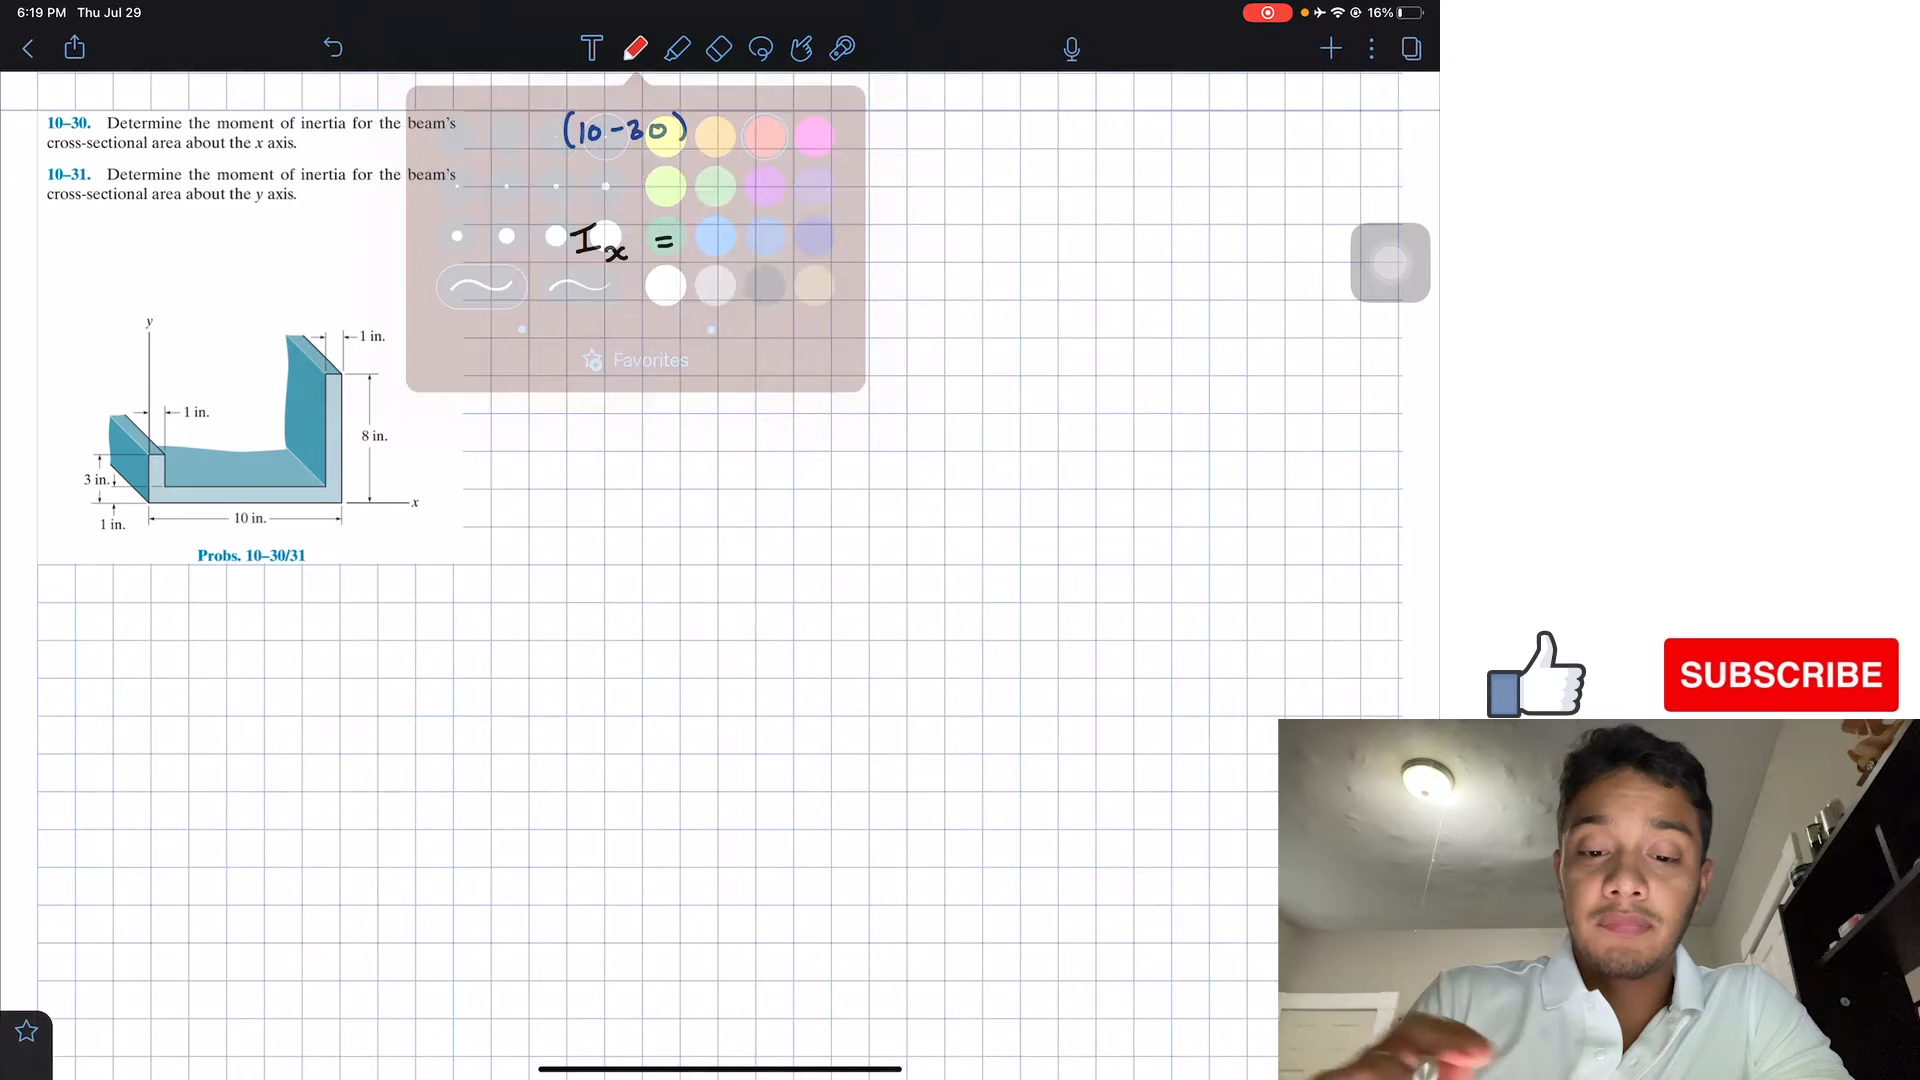 6:19 PM Thu Jul 29
16%
10–30. Determine the moment of inertia for the beam's
cross-sectional area about the x axis.
10–31. Determine the moment of inertia for the beam's
cross-sectional area about the y axis.
(10-30)
I x =
Favorites
y
1 in.
1 in.
8 in.
3 in.
x
10 in.
1 in.
Probs. 10–30/31
SUBSCRIBE